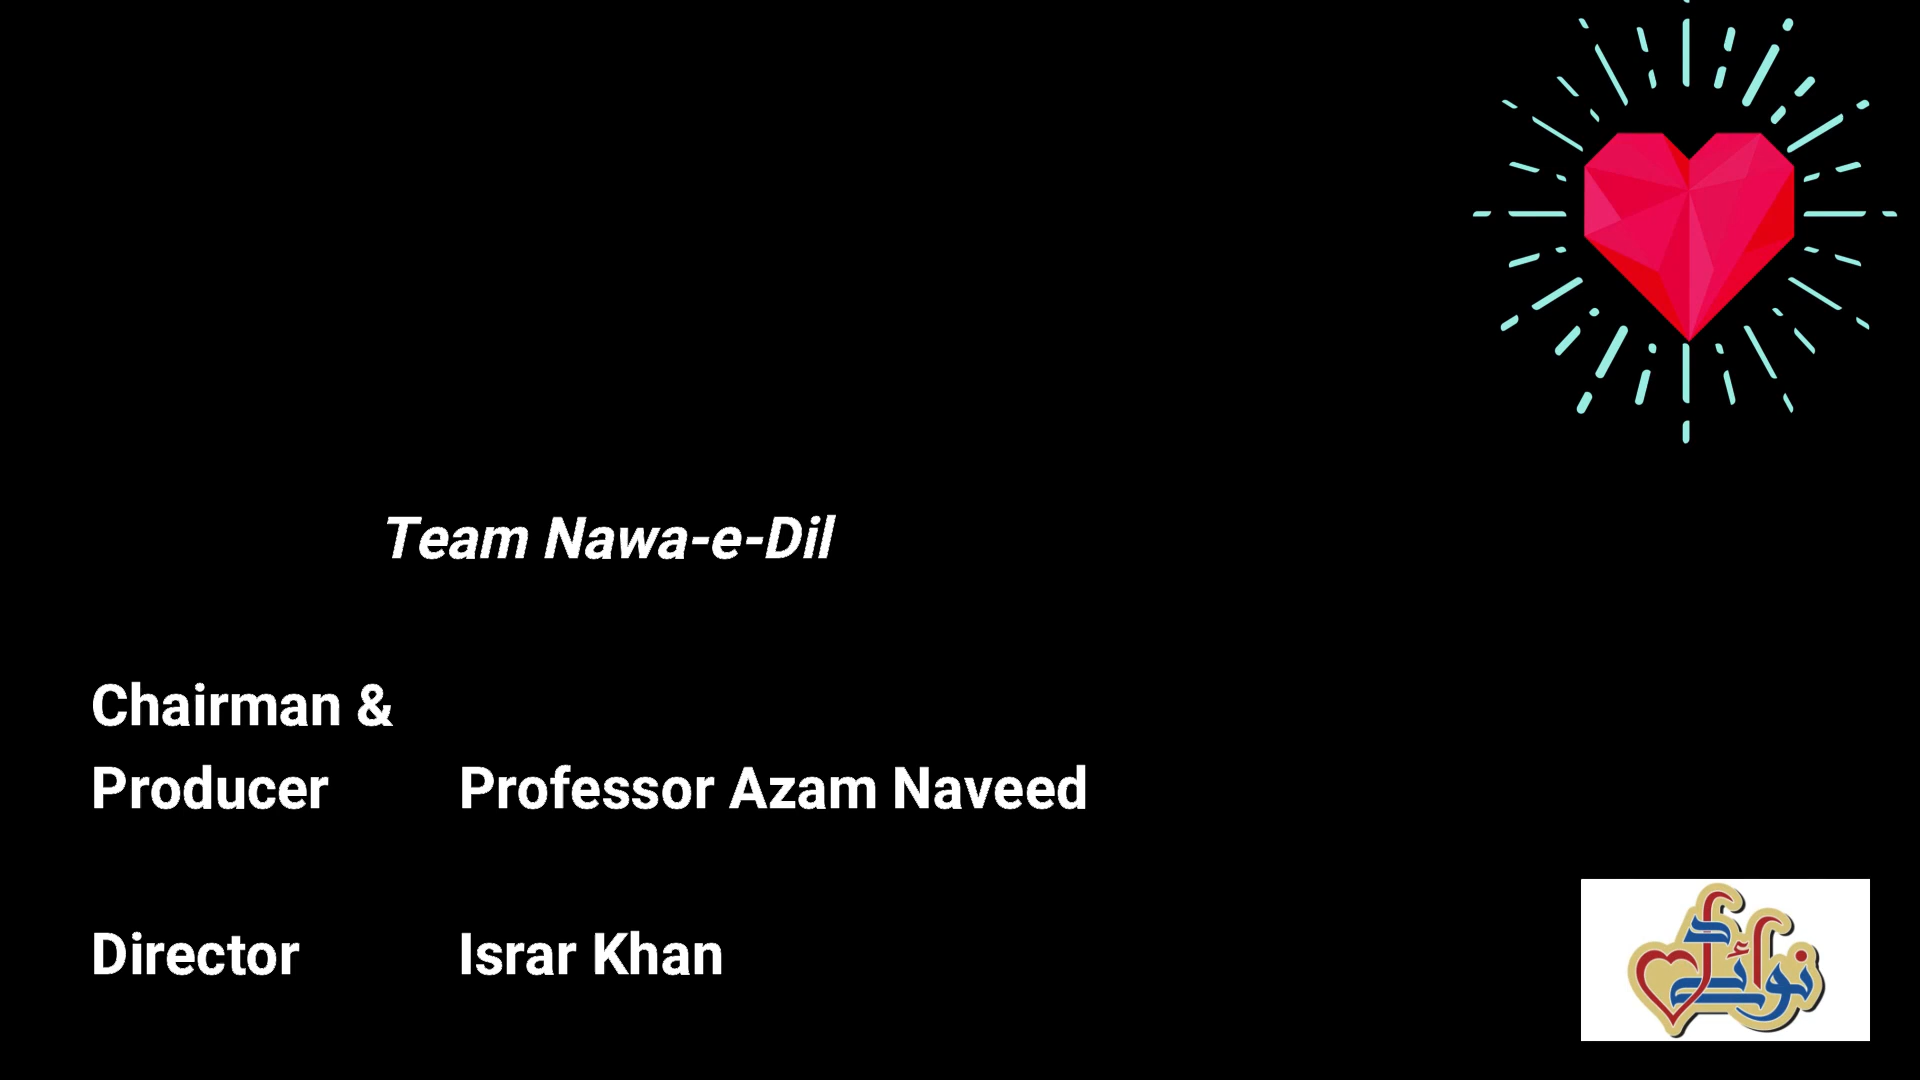 Team Nawa-e-Dil
Chairman &
Producer Professor Azam Naveed
Director Israr Khan
نوائے دل